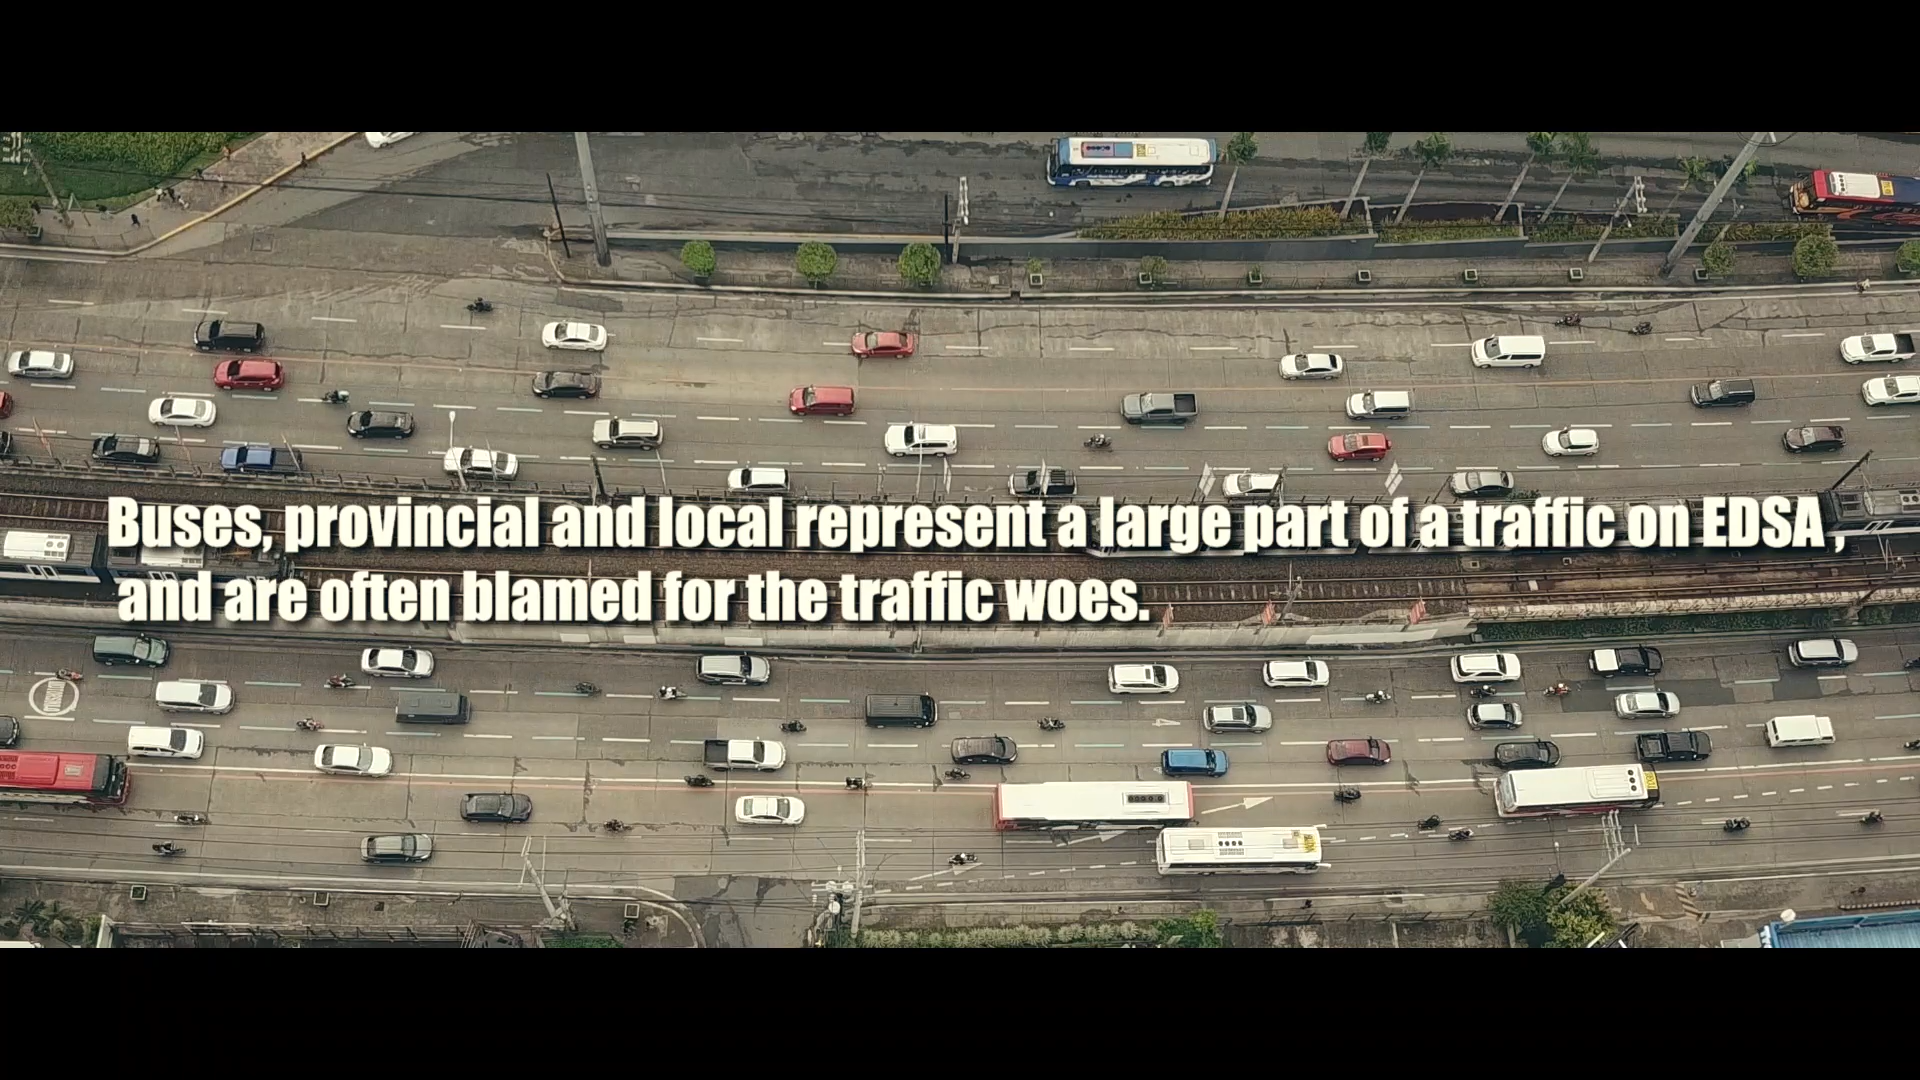 Buses, provincial and local represent a large part of a traffic on EDSA ,
and are often blamed for the traffic woes.